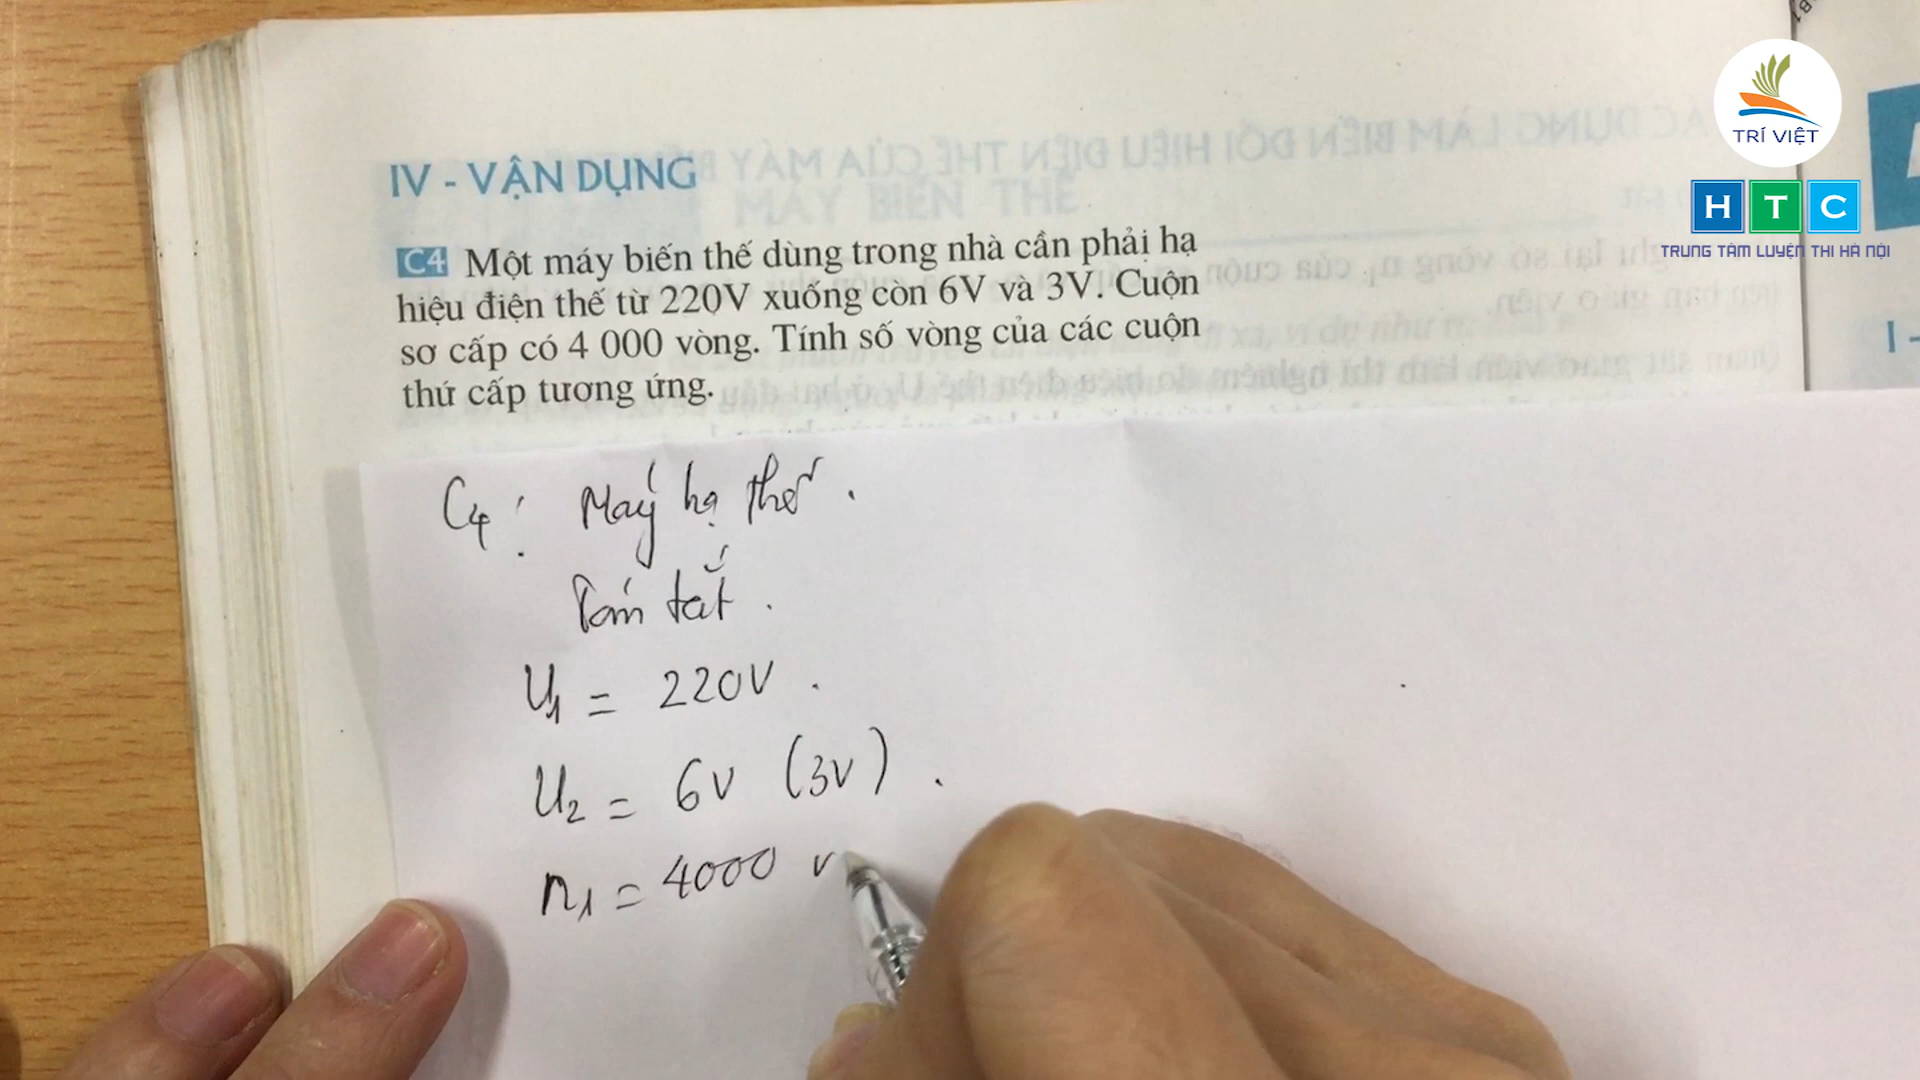 TRÍ VIỆT
H T C
TRUNG TÂM LUYỆN THI HÀ NỘI
IV - VẬN DỤNG
C4 Một máy biến thế dùng trong nhà cần phải hạ
hiệu điện thế từ 220V xuống còn 6V và 3V. Cuộn
sơ cấp có 4 000 vòng. Tính số vòng của các cuộn
thứ cấp tương ứng.
C4: Máy hạ thế.
Tóm tắt.
U1 = 220V.
U2 = 6V (3V).
n1 = 4000 v